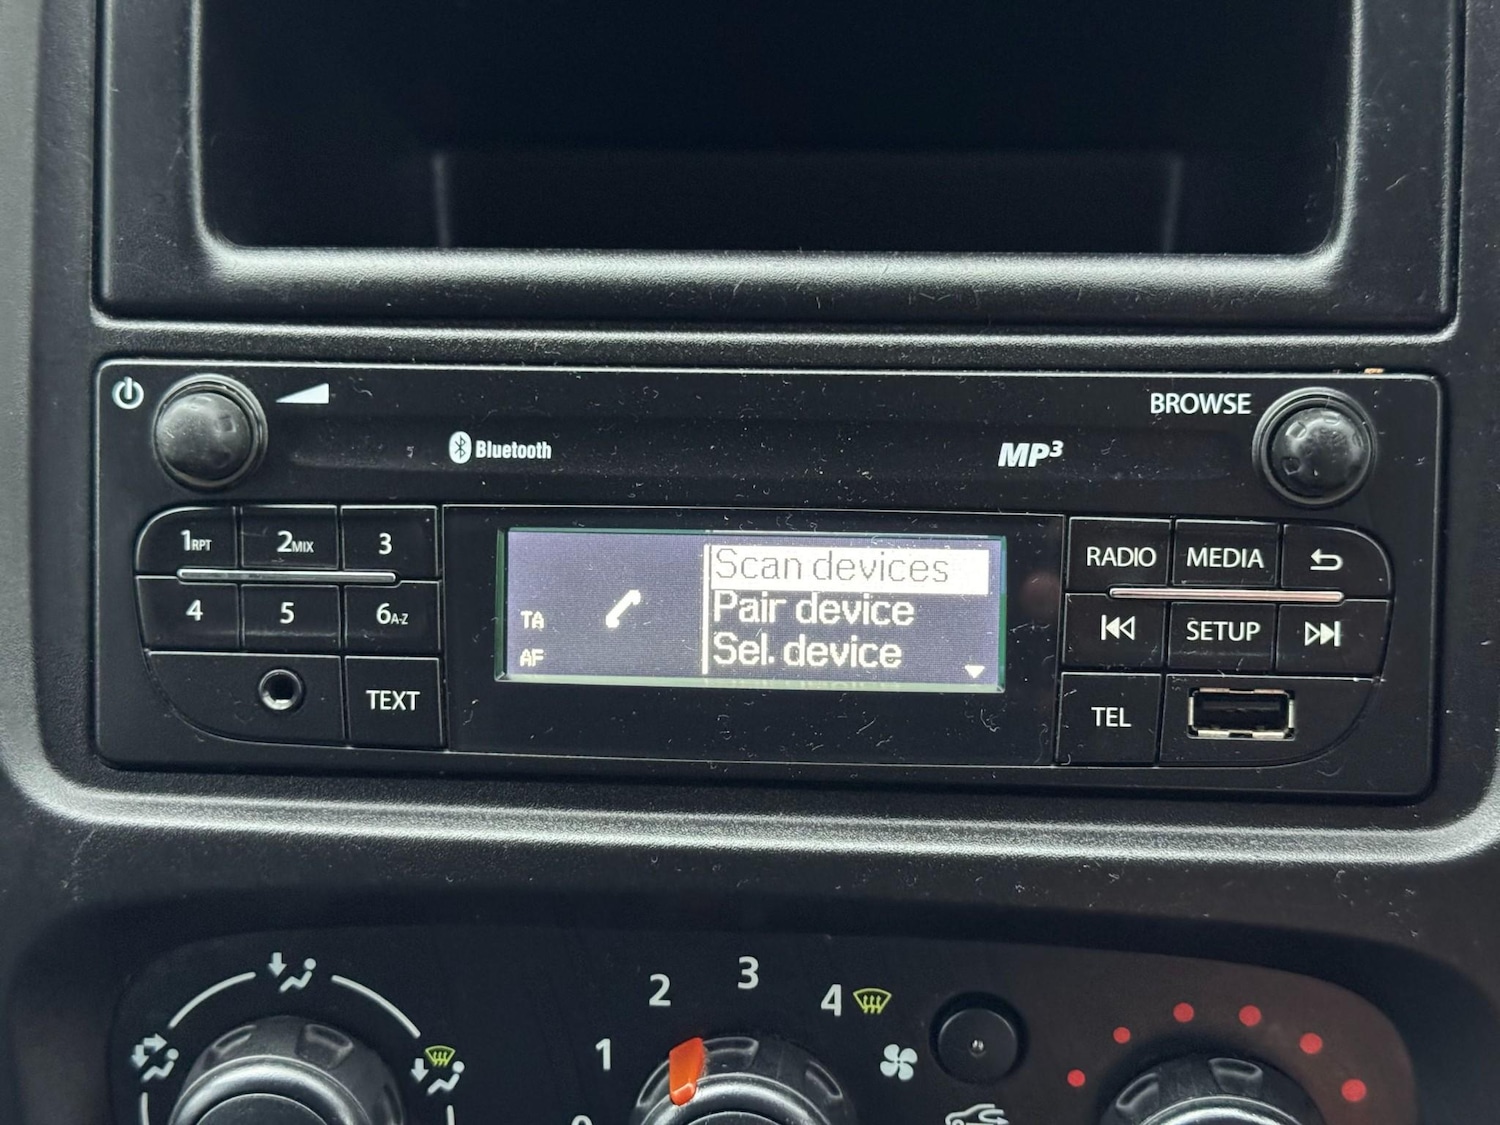 BROWSE
Bluetooth
MP3
1RPT 2MIX 3
4 5 6A-Z
TEXT
Scan devices
Pair device
Sel. device
TA
AF
RADIO MEDIA
SETUP
TEL
1 2 3 4